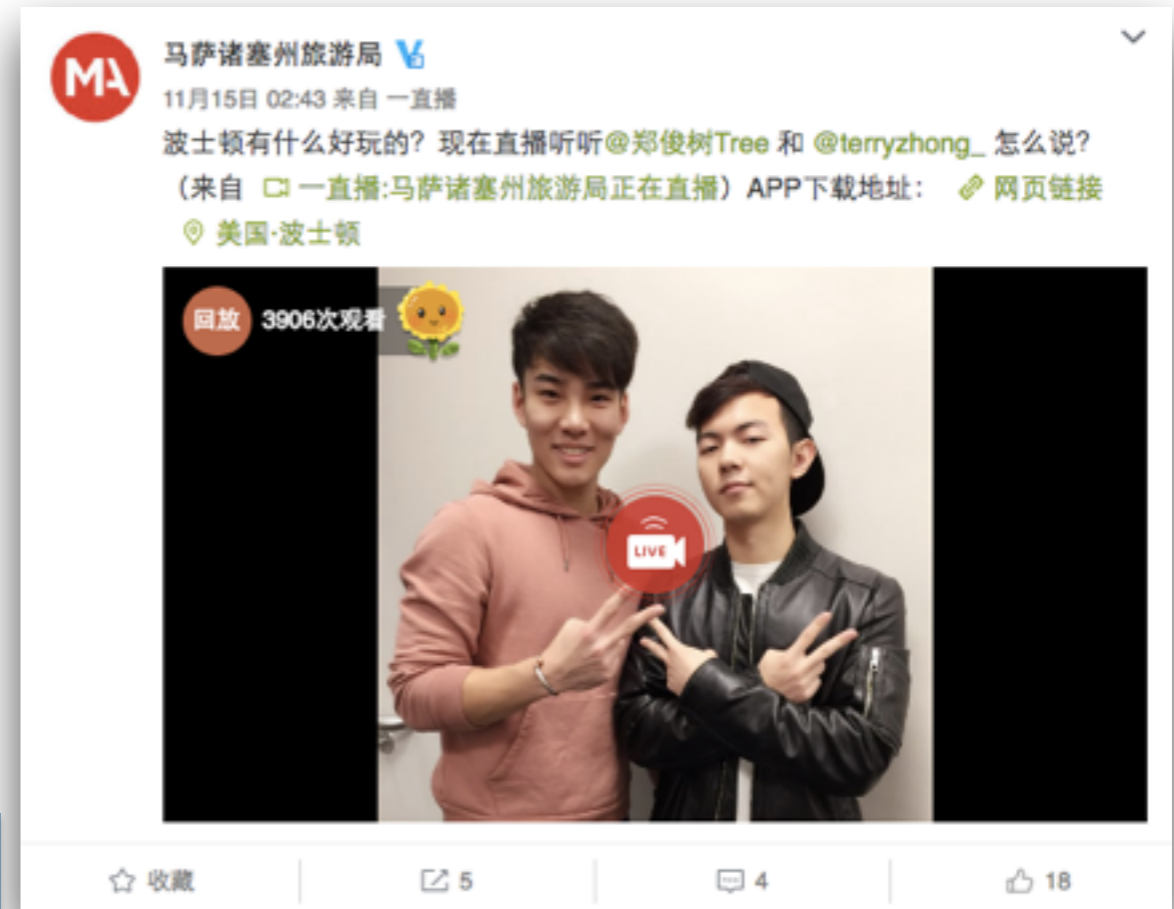 MA
马萨诸塞州旅游局
11月15日 02:43 来自 一直播
波士顿有什么好玩的？现在直播听听@郑俊树Tree 和 @terryzhong_ 怎么说？
（来自 一直播:马萨诸塞州旅游局正在直播）APP下载地址： 网页链接
美国·波士顿
回放 3906次观看
LIVE
收藏 5 4 18